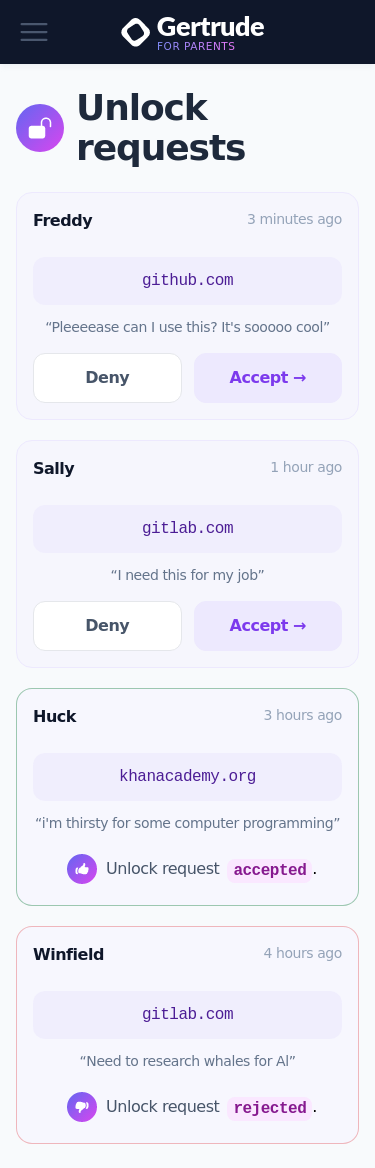 Gertrude
FOR PARENTS
Unlock
requests
Freddy
3 minutes ago
github.com
“Pleeeease can I use this? It's sooooo cool”
Deny
Accept →
Sally
1 hour ago
gitlab.com
“I need this for my job”
Deny
Accept →
Huck
3 hours ago
khanacademy.org
“i'm thirsty for some computer programming”
Unlock request accepted.
Winfield
4 hours ago
gitlab.com
“Need to research whales for Al”
Unlock request rejected.